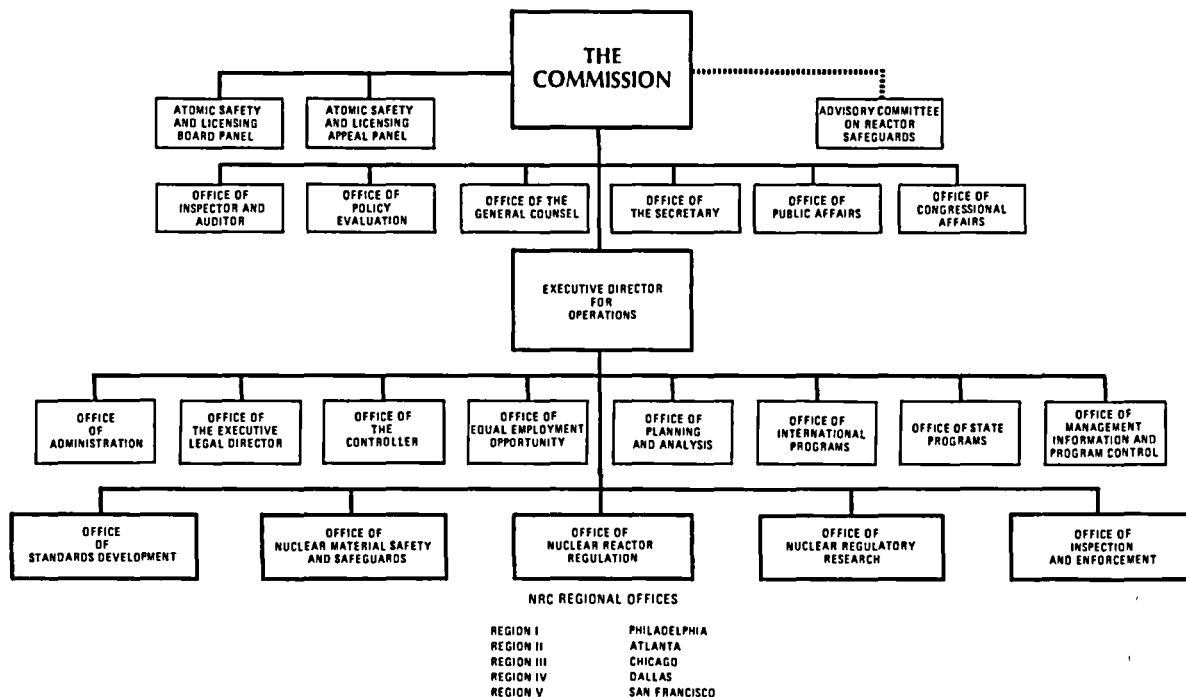 THE
COMMISSION
ATOMIC SAFETY
AND LICENSING
BOARD PANEL
ATOMIC SAFETY
AND LICENSING
APPEAL PANEL
ADVISORY COMMITTEE
ON REACTOR
SAFEGUARDS
OFFICE OF
INSPECTOR AND
AUDITOR
OFFICE OF
POLICY
EVALUATION
OFFICE OF THE
GENERAL COUNSEL
OFFICE OF
THE SECRETARY
OFFICE OF
PUBLIC AFFAIRS
OFFICE OF
CONGRESSIONAL
AFFAIRS
EXECUTIVE DIRECTOR
FOR
OPERATIONS
OFFICE
OF
ADMINISTRATION
OFFICE OF
THE EXECUTIVE
LEGAL DIRECTOR
OFFICE OF
THE
CONTROLLER
OFFICE OF
EQUAL EMPLOYMENT
OPPORTUNITY
OFFICE OF
PLANNING
AND ANALYSIS
OFFICE OF
INTERNATIONAL
PROGRAMS
OFFICE OF STATE
PROGRAMS
OFFICE OF
MANAGEMENT
INFORMATION AND
PROGRAM CONTROL
OFFICE
OF
STANDARDS DEVELOPMENT
OFFICE OF
NUCLEAR MATERIAL SAFETY
AND SAFEGUARDS
OFFICE OF
NUCLEAR REACTOR
REGULATION
OFFICE OF
NUCLEAR REGULATORY
RESEARCH
OFFICE OF
INSPECTION
AND ENFORCEMENT
NRC REGIONAL OFFICES
REGION I PHILADELPHIA
REGION II ATLANTA
REGION III CHICAGO
REGION IV DALLAS
REGION V SAN FRANCISCO